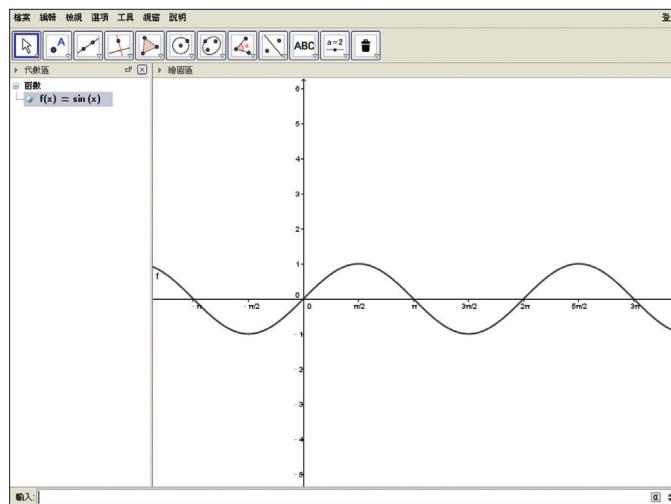 檔案 編輯 檢視 選項 工具 視窗 說明
ABC a=2
代數區
繪圖區
函數
f(x) = sin (x)
6
5
4
3
2
1
0
f
-π -π/2 0 π/2 π 3π/2 2π 5π/2 3π
-1
-2
-3
-4
-5
輸入:
α